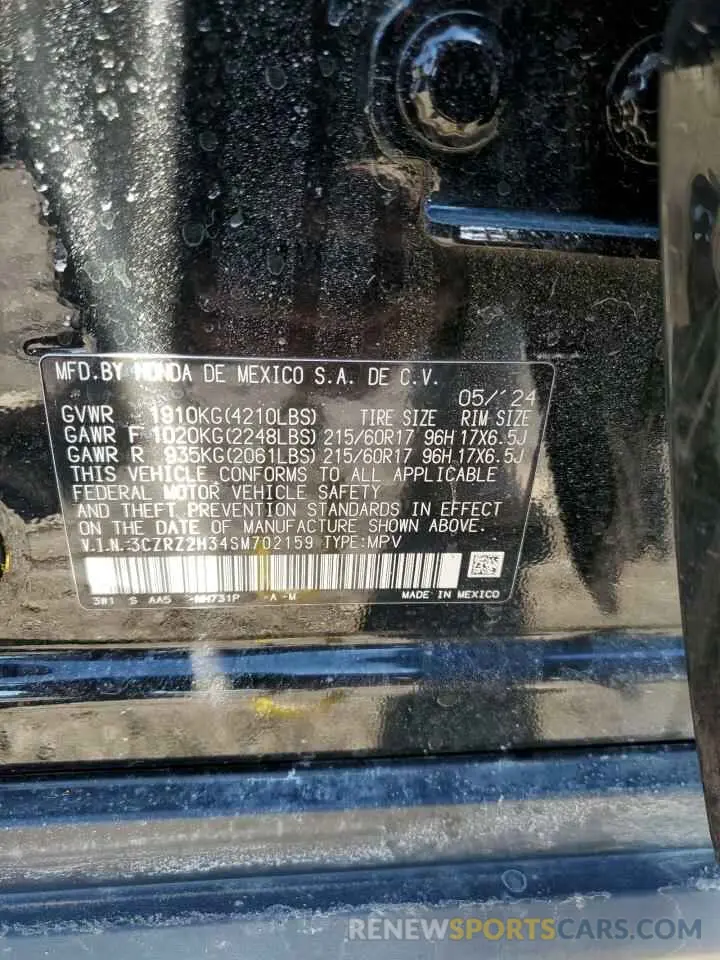 MFD.BY HONDA DE MEXICO S.A. DE C.V.
05/'24
GVWR 1910KG(4210LBS) TIRE SIZE RIM SIZE
GAWR F 1020KG(2248LBS) 215/60R17 96H 17X6.5J
GAWR R 935KG(2061LBS) 215/60R17 96H 17X6.5J
THIS VEHICLE CONFORMS TO ALL APPLICABLE
FEDERAL MOTOR VEHICLE SAFETY
AND THEFT PREVENTION STANDARDS IN EFFECT
ON THE DATE OF MANUFACTURE SHOWN ABOVE.
V.I.N.:3CZRZ2H34SM702159 TYPE:MPV
3W1 S AA5 -NH731P -A -M MADE IN MEXICO
RENEWSPORTSCARS.COM